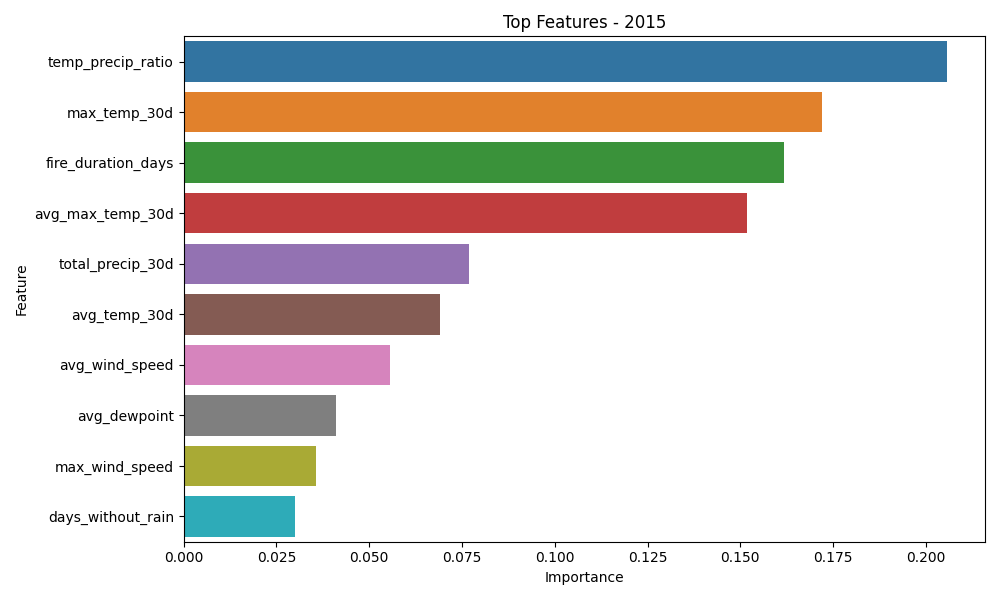 Top Features - 2015
temp_precip_ratio
max_temp_30d
fire_duration_days
avg_max_temp_30d
total_precip_30d
avg_temp_30d
avg_wind_speed
avg_dewpoint
max_wind_speed
days_without_rain
Feature
0.000 0.025 0.050 0.075 0.100 0.125 0.150 0.175 0.200
Importance